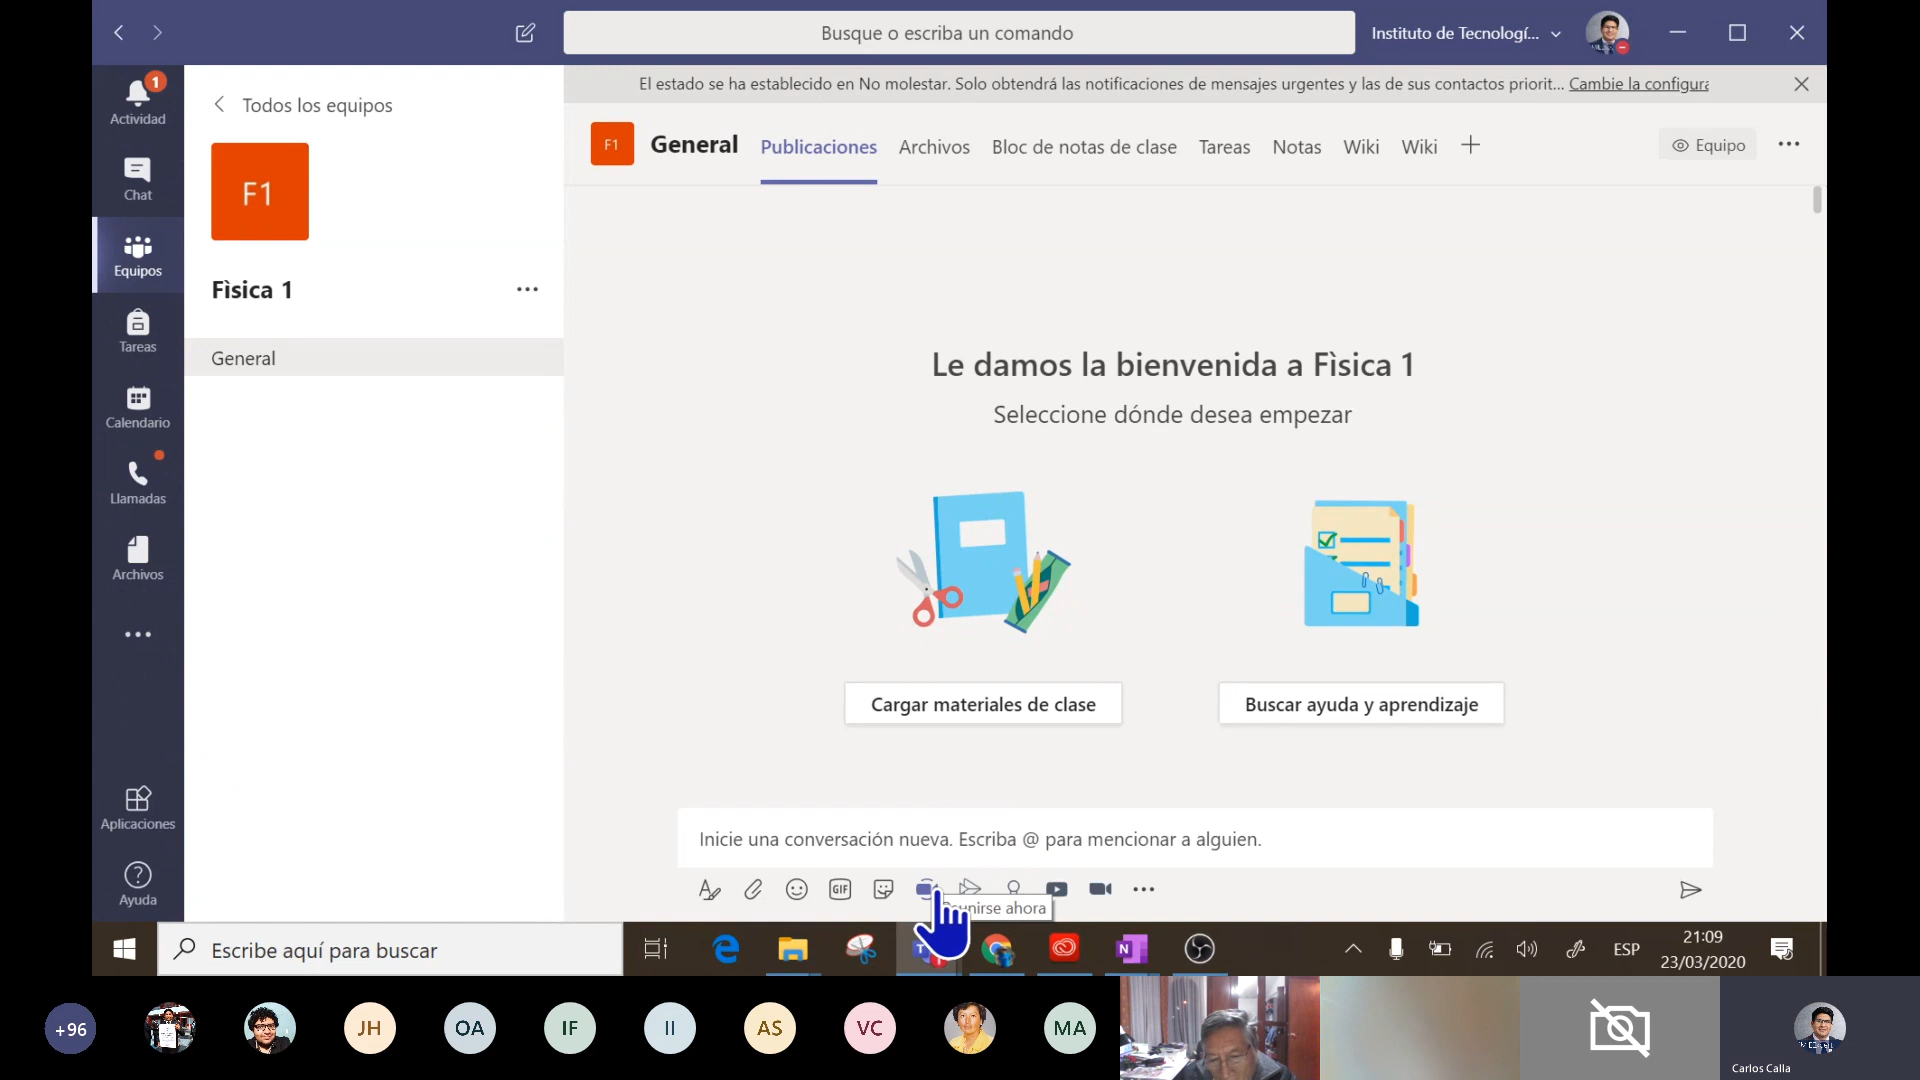 Busque o escriba un comando
Instituto de Tecnologí...
El estado se ha establecido en No molestar. Solo obtendrá las notificaciones de mensajes urgentes y las de sus contactos priorit... Cambie la configura
1
Actividad
Chat
Equipos
Tareas
Calendario
Llamadas
Archivos
Aplicaciones
Ayuda
Todos los equipos
F1
Fìsica 1
General
F1
General
Publicaciones
Archivos
Bloc de notas de clase
Tareas
Notas
Wiki
Wiki
Equipo
Le damos la bienvenida a Fìsica 1
Seleccione dónde desea empezar
Cargar materiales de clase
Buscar ayuda y aprendizaje
Inicie una conversación nueva. Escriba @ para mencionar a alguien.
GIF
ahora
Escribe aquí para buscar
ESP
21:09
23/03/2020
+96
JH
OA
IF
II
AS
VC
MA
Carlos Calla